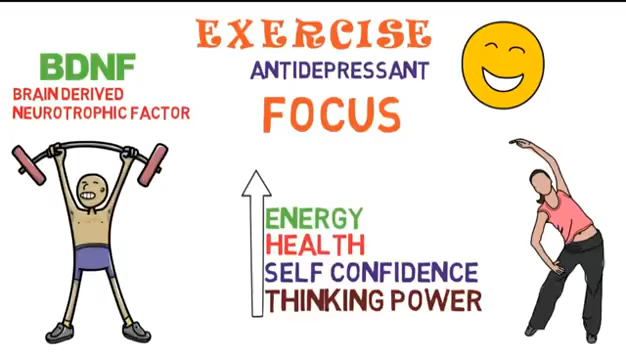 EXERCISE
ANTIDEPRESSANT
FOCUS
BDNF
BRAIN DERIVED
NEUROTROPHIC FACTOR
ENERGY
HEALTH
SELF CONFIDENCE
THINKING POWER